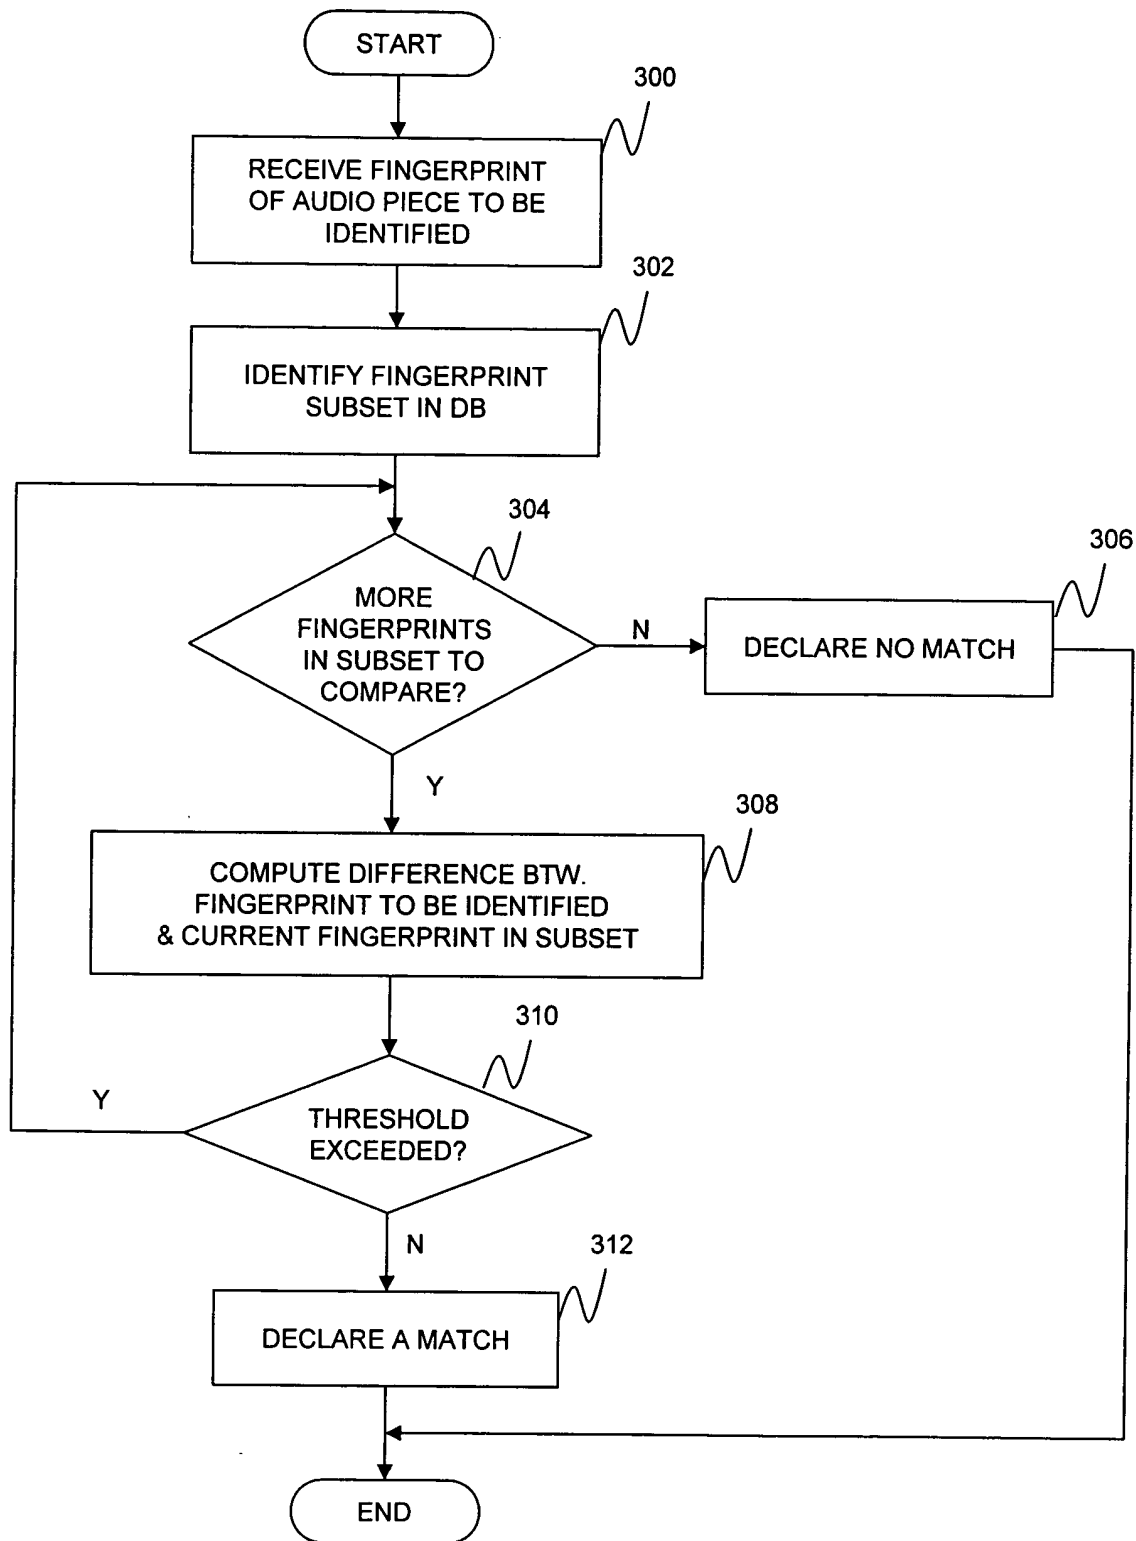 START
300
RECEIVE FINGERPRINT
OF AUDIO PIECE TO BE
IDENTIFIED
302
IDENTIFY FINGERPRINT
SUBSET IN DB
304
MORE
FINGERPRINTS
IN SUBSET TO
COMPARE?
N
306
DECLARE NO MATCH
Y
308
COMPUTE DIFFERENCE BTW.
FINGERPRINT TO BE IDENTIFIED
& CURRENT FINGERPRINT IN SUBSET
310
Y
THRESHOLD
EXCEEDED?
N
312
DECLARE A MATCH
END